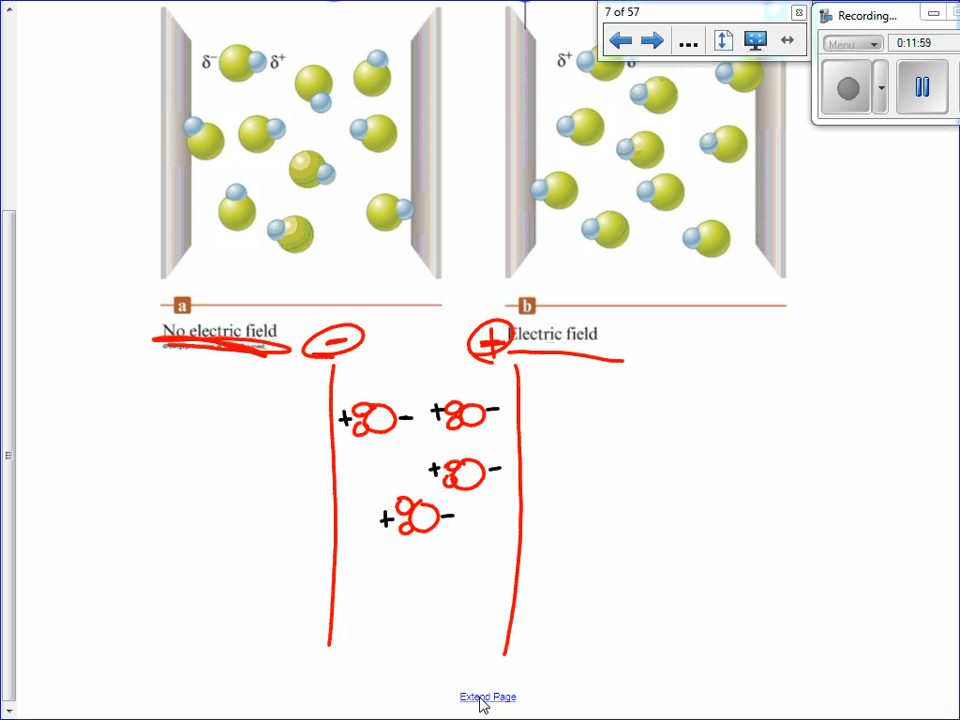 7 of 57
Recording...
Menu
0:11:59
δ⁻ δ⁺
δ⁺
a
No electric field
b
Electric field
− +
+ − + −
+ −
+ −
Extend Page